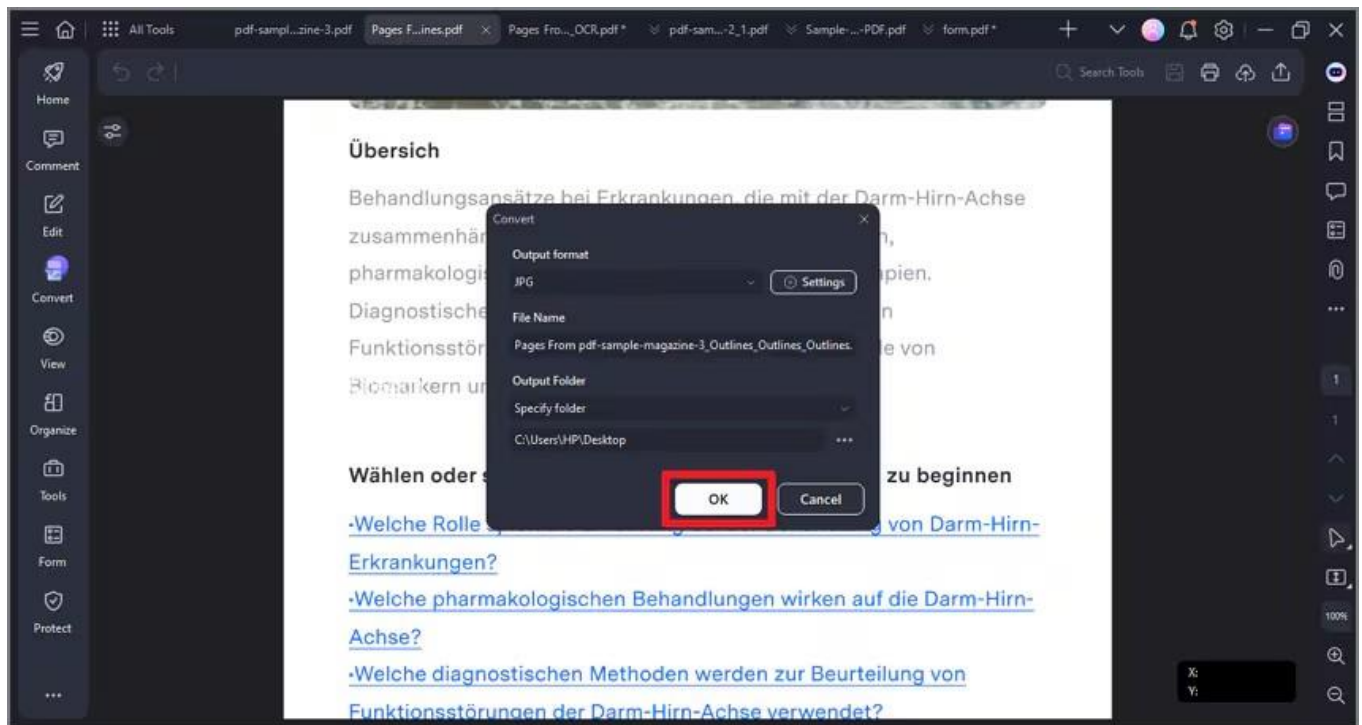 All Tools
pdf-sampl...zine-3.pdf
Pages F...ines.pdf
Pages Fro..._OCR.pdf *
pdf-sam...-2_1.pdf
Sample-...-PDF.pdf
form.pdf *
Search Tools
Home
Comment
Edit
Convert
View
Organize
Tools
Form
Protect
Übersich
Behandlungsansätze bei Erkrankungen, die mit der Darm-Hirn-Achse
zusammenhän
pharmakologis
apien.
Diagnostische
n
Funktionsstör
le von
Biomarkern un
Wählen oder s
zu beginnen
•Welche Rolle
von Darm-Hirn-
Erkrankungen?
•Welche pharmakologischen Behandlungen wirken auf die Darm-Hirn-
Achse?
•Welche diagnostischen Methoden werden zur Beurteilung von
Funktionsstörungen der Darm-Hirn-Achse verwendet?
Convert
Output format
JPG
Settings
File Name
Pages From pdf-sample-magazine-3_Outlines_Outlines_Outlines.
Output Folder
Specify folder
C:\Users\HP\Desktop
OK
Cancel
1
1
100%
X:
Y: